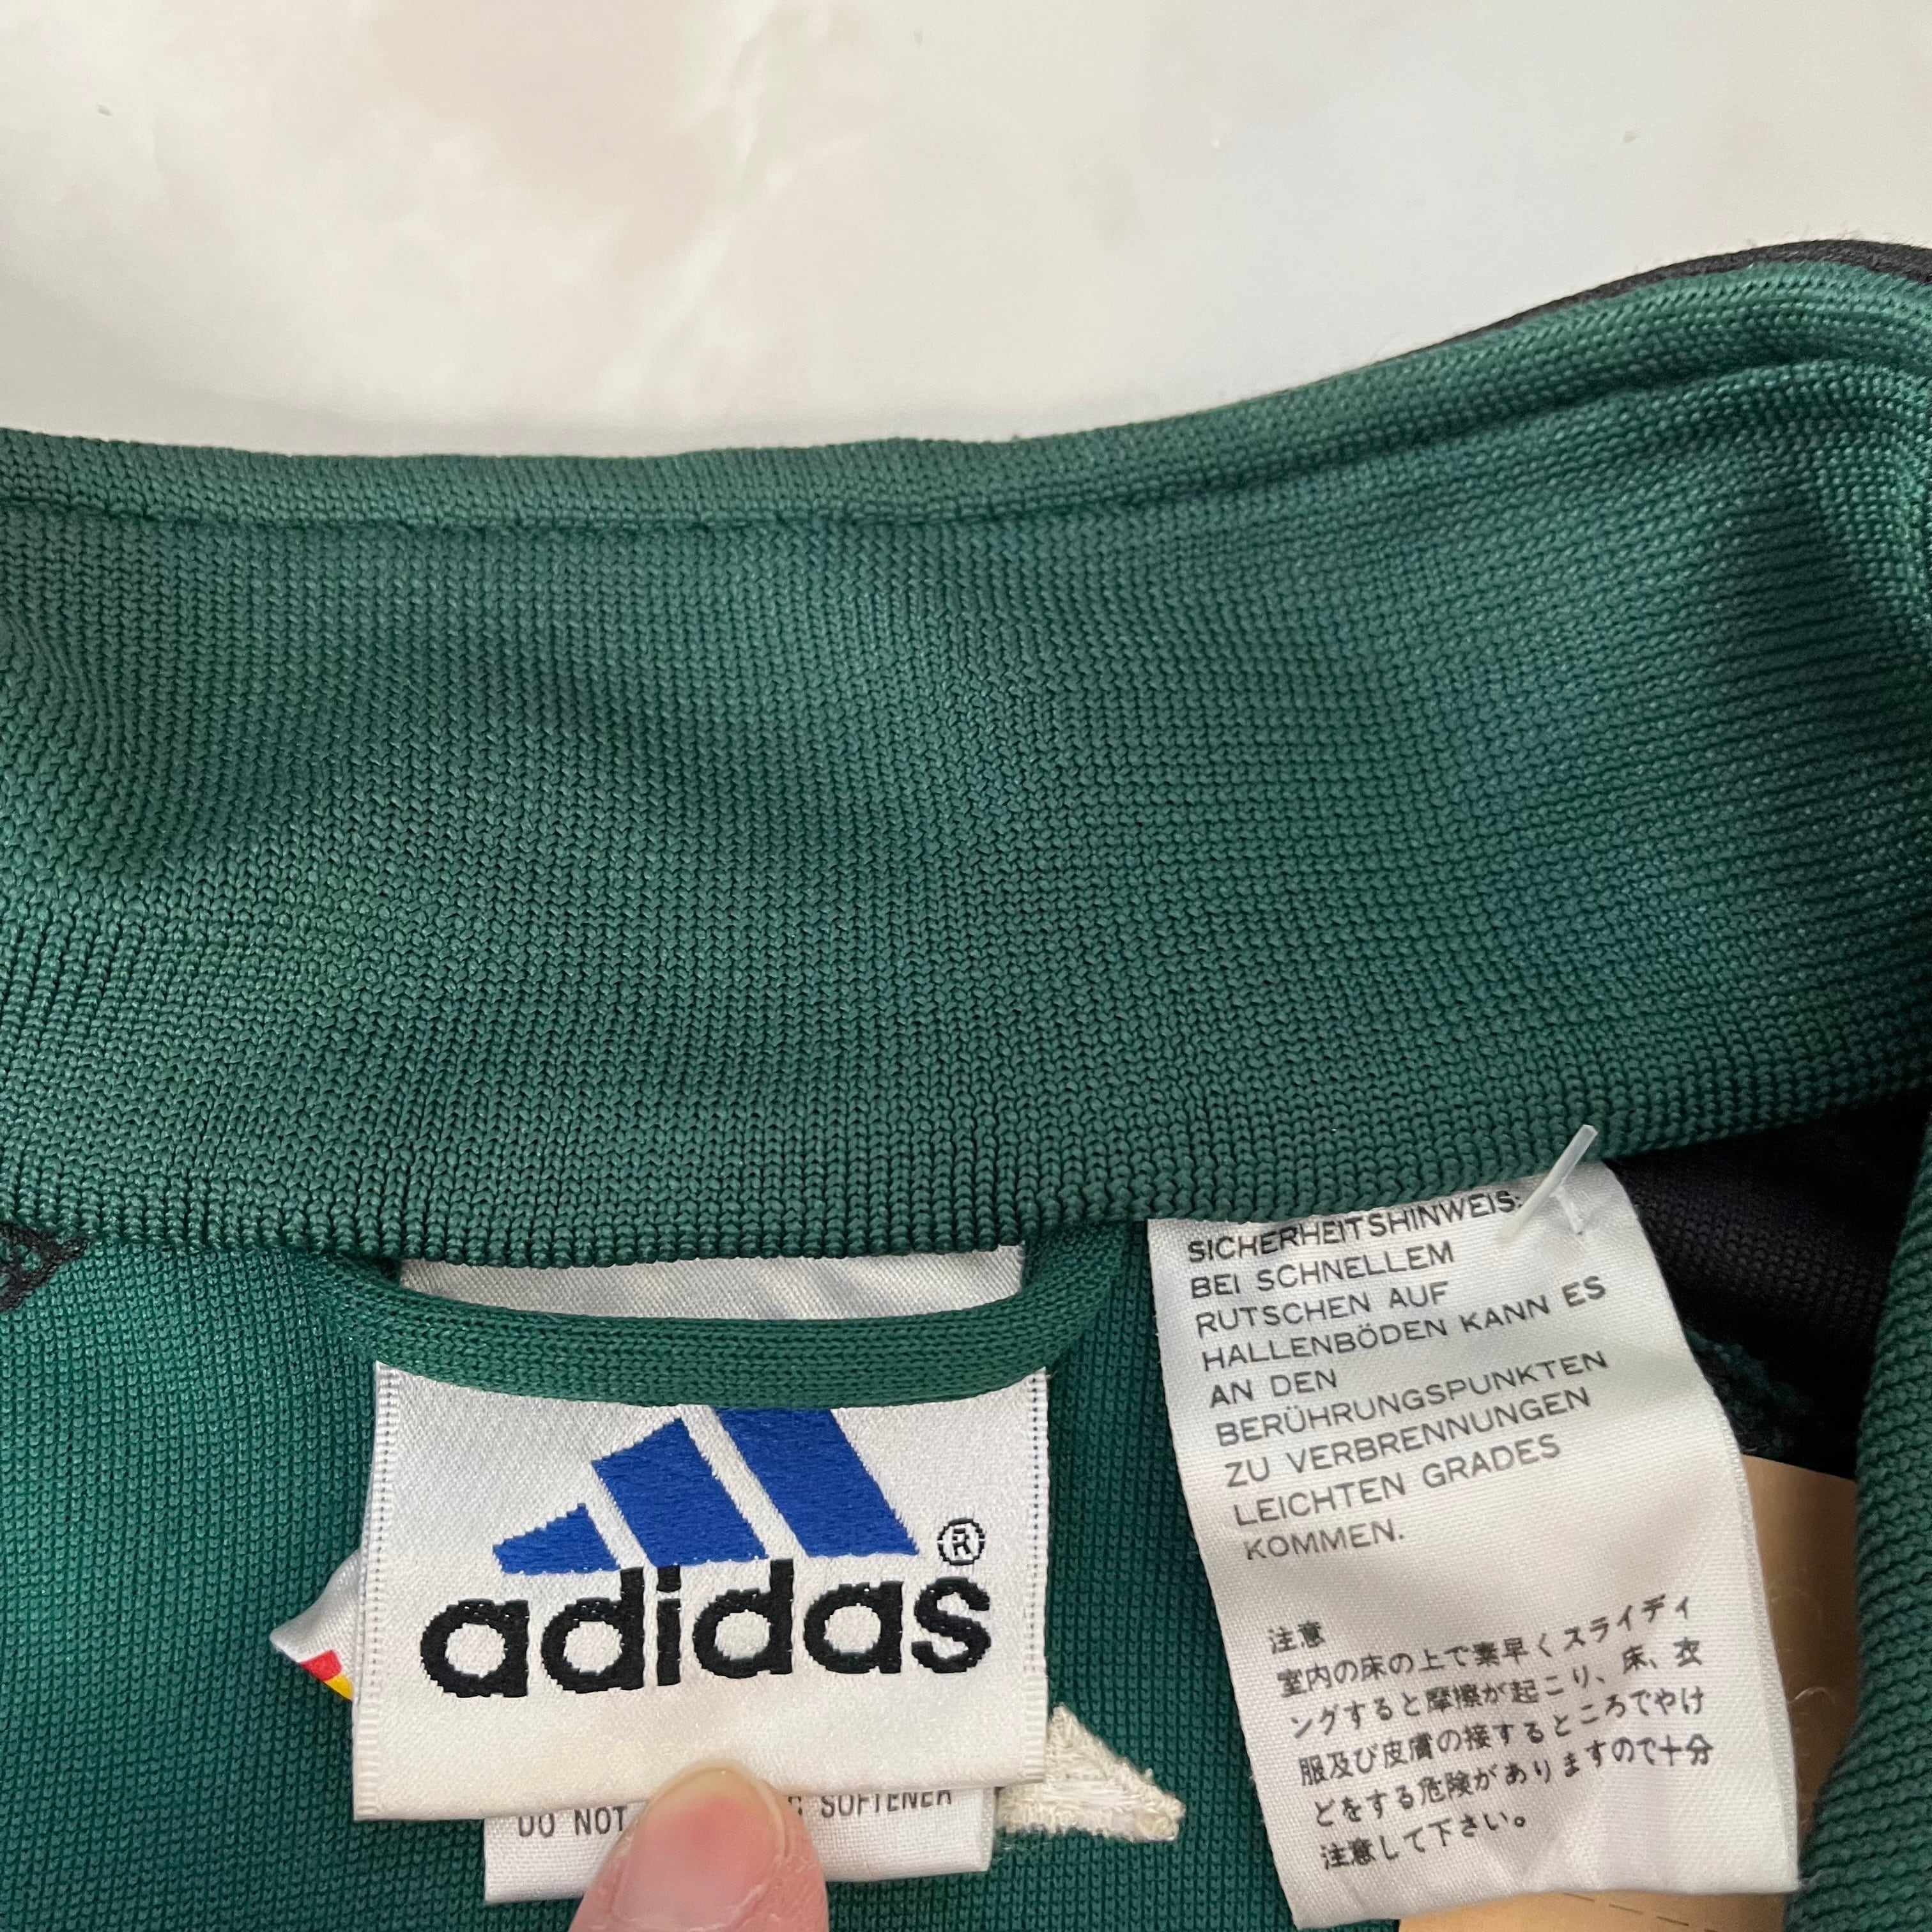 adidas®
DO NOT SOFTENER
SICHERHEITSHINWEIS:
BEI SCHNELLEM
RUTSCHEN AUF
HALLENBÖDEN KANN ES
AN DEN
BERÜHRUNGSPUNKTEN
ZU VERBRENNUNGEN
LEICHTEN GRADES
KOMMEN.
注意
室内の床の上で素早くスライディ
ングすると摩擦が起こり、床、衣
服及び皮膚の接するところでやけ
どをする危険がありますので十分
注意して下さい。